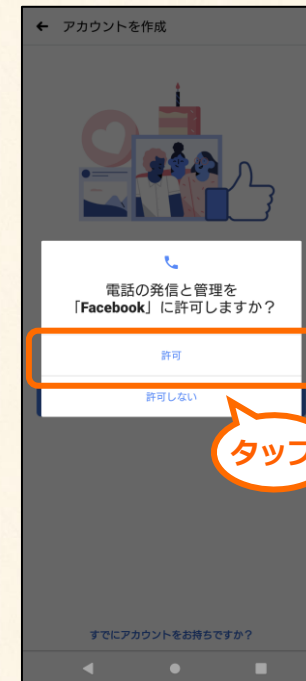 ← アカウントを作成
電話の発信と管理を
「Facebook」に許可しますか？
許可
許可しない
タップ
すでにアカウントをお持ちですか？